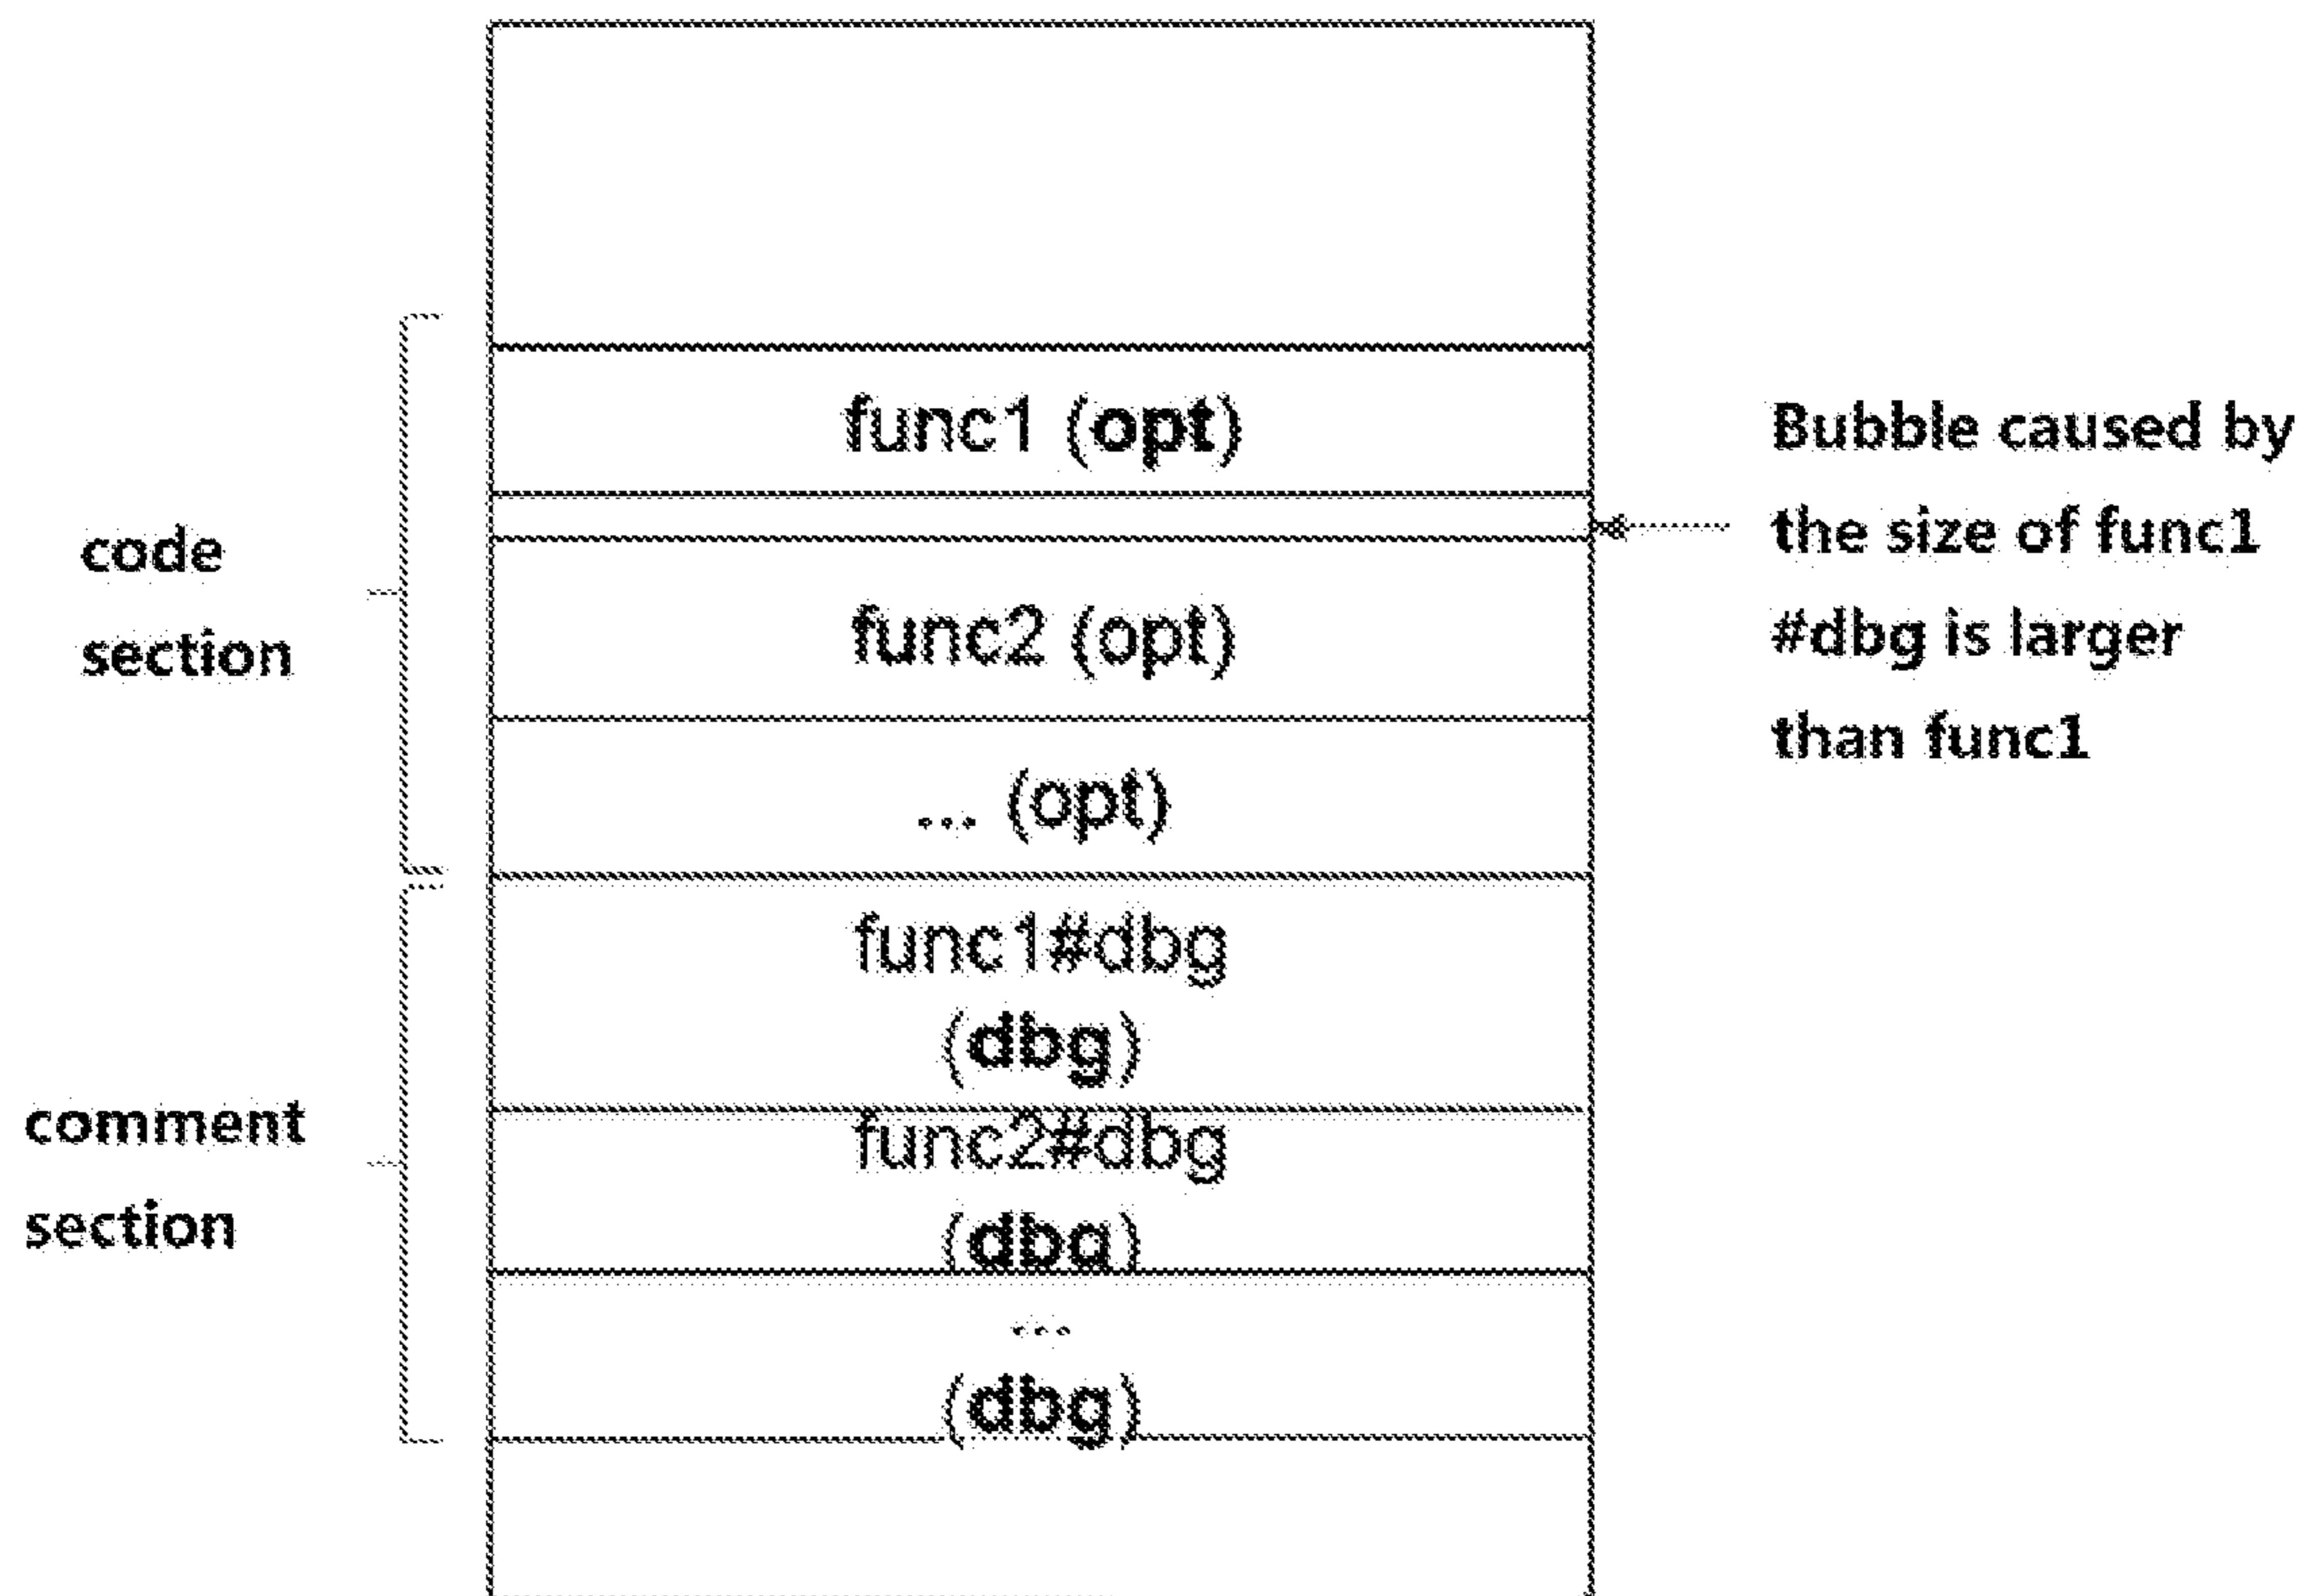 func1 (opt)
Bubble caused by
the size of func1
#dbg is larger
than func1
code
section
func2 (opt)
... (opt)
func1#dbg
(dbg)
comment
section
func2#dbg
(dbg)
...
(dbg)